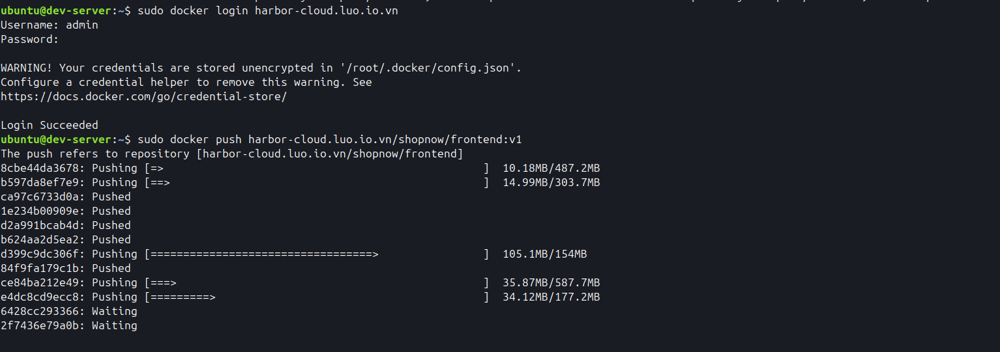 ubuntu@dev-server:~$ sudo docker login harbor-cloud.luo.io.vn
Username: admin
Password:
WARNING! Your credentials are stored unencrypted in '/root/.docker/config.json'.
Configure a credential helper to remove this warning. See
https://docs.docker.com/go/credential-store/
Login Succeeded
ubuntu@dev-server:~$ sudo docker push harbor-cloud.luo.io.vn/shopnow/frontend:v1
The push refers to repository [harbor-cloud.luo.io.vn/shopnow/frontend]
8cbe44da3678: Pushing [=>                                                 ]  10.18MB/487.2MB
b597da8ef7e9: Pushing [==>                                                ]  14.99MB/303.7MB
ca97c6733d0a: Pushed
1e234b00909e: Pushed
d2a991bcab4d: Pushed
b624aa2d5ea2: Pushed
d399c9dc306f: Pushing [==================================>                ]  105.1MB/154MB
84f9fa179c1b: Pushed
ce84ba212e49: Pushing [===>                                               ]  35.87MB/587.7MB
e4dc8cd9ecc8: Pushing [=========>                                         ]  34.12MB/177.2MB
6428cc293366: Waiting
2f7436e79a0b: Waiting